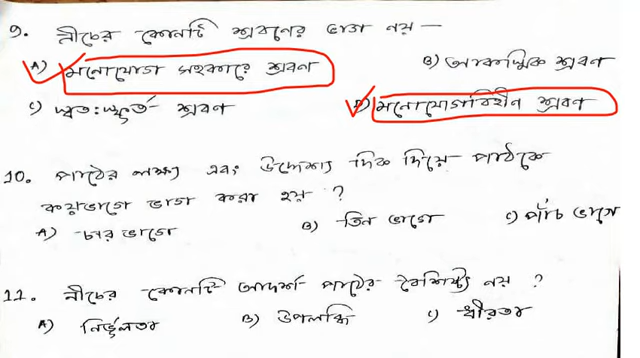 9. নীচের কোনটি শ্রবণের ভাগ নয় —
A) মনোযোগ সহকারে শ্রবণ B) আকস্মিক শ্রবণ
C) স্বতঃস্ফূর্ত শ্রবণ D) মনোযোগবিহীন শ্রবণ
10. পাঠের লক্ষ্য এবং উদ্দেশ্য দিক দিয়ে পাঠকে
কয়ভাগে ভাগ করা হয় ?
A) চার ভাগে B) তিন ভাগে C) পাঁচ ভাগে
11. নীচের কোনটি আদর্শ পাঠের বৈশিষ্ট্য নয় ?
A) নির্ভুলতা B) উপলব্ধি C) ধীরতা